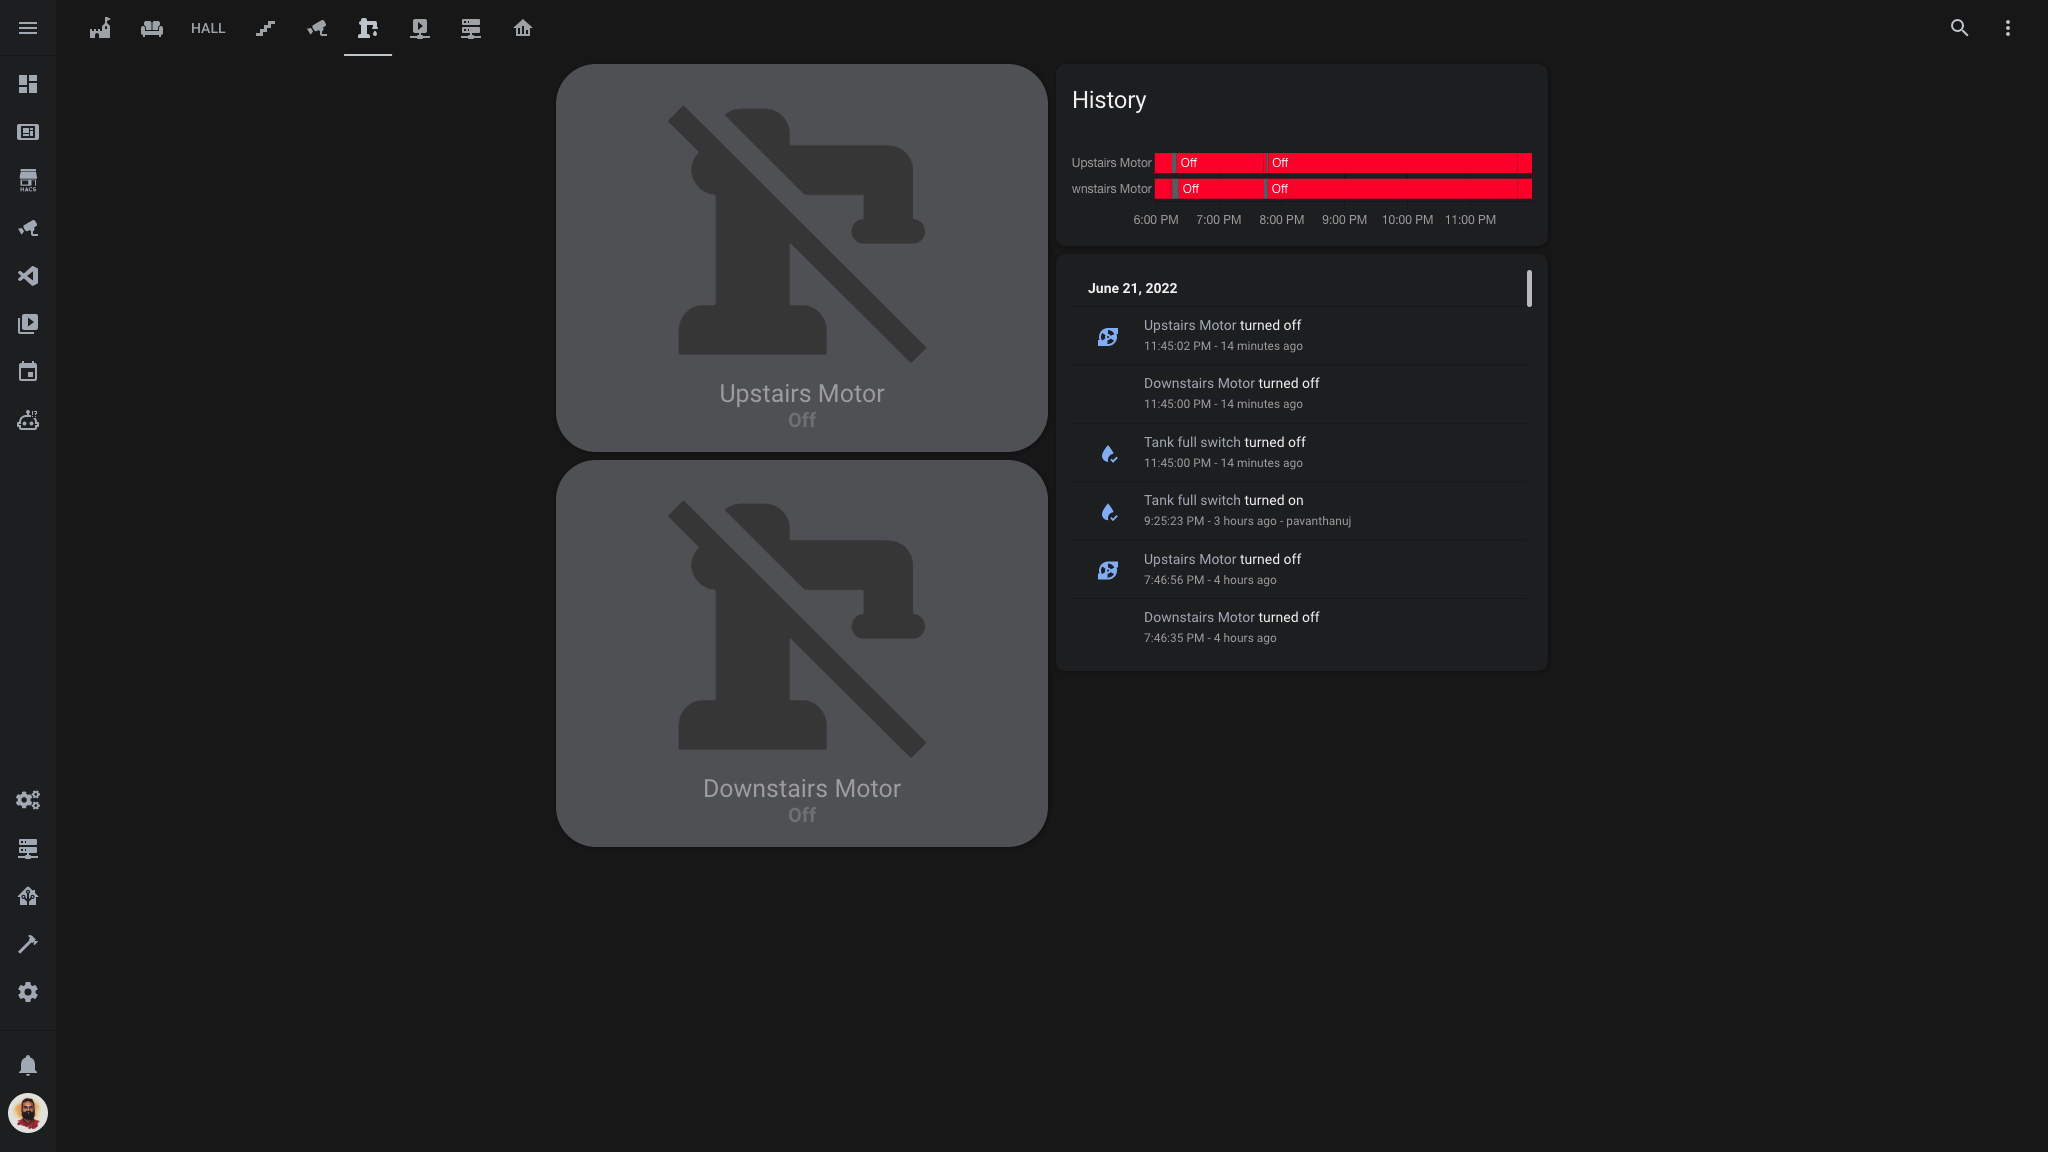 HALL
HACS
Upstairs Motor
Off
Downstairs Motor
Off
History
Upstairs Motor Off Off
wnstairs Motor Off Off
6:00 PM 7:00 PM 8:00 PM 9:00 PM 10:00 PM 11:00 PM
June 21, 2022
Upstairs Motor turned off
11:45:02 PM - 14 minutes ago
Downstairs Motor turned off
11:45:00 PM - 14 minutes ago
Tank full switch turned off
11:45:00 PM - 14 minutes ago
Tank full switch turned on
9:25:23 PM - 3 hours ago - pavanthanuj
Upstairs Motor turned off
7:46:56 PM - 4 hours ago
Downstairs Motor turned off
7:46:35 PM - 4 hours ago